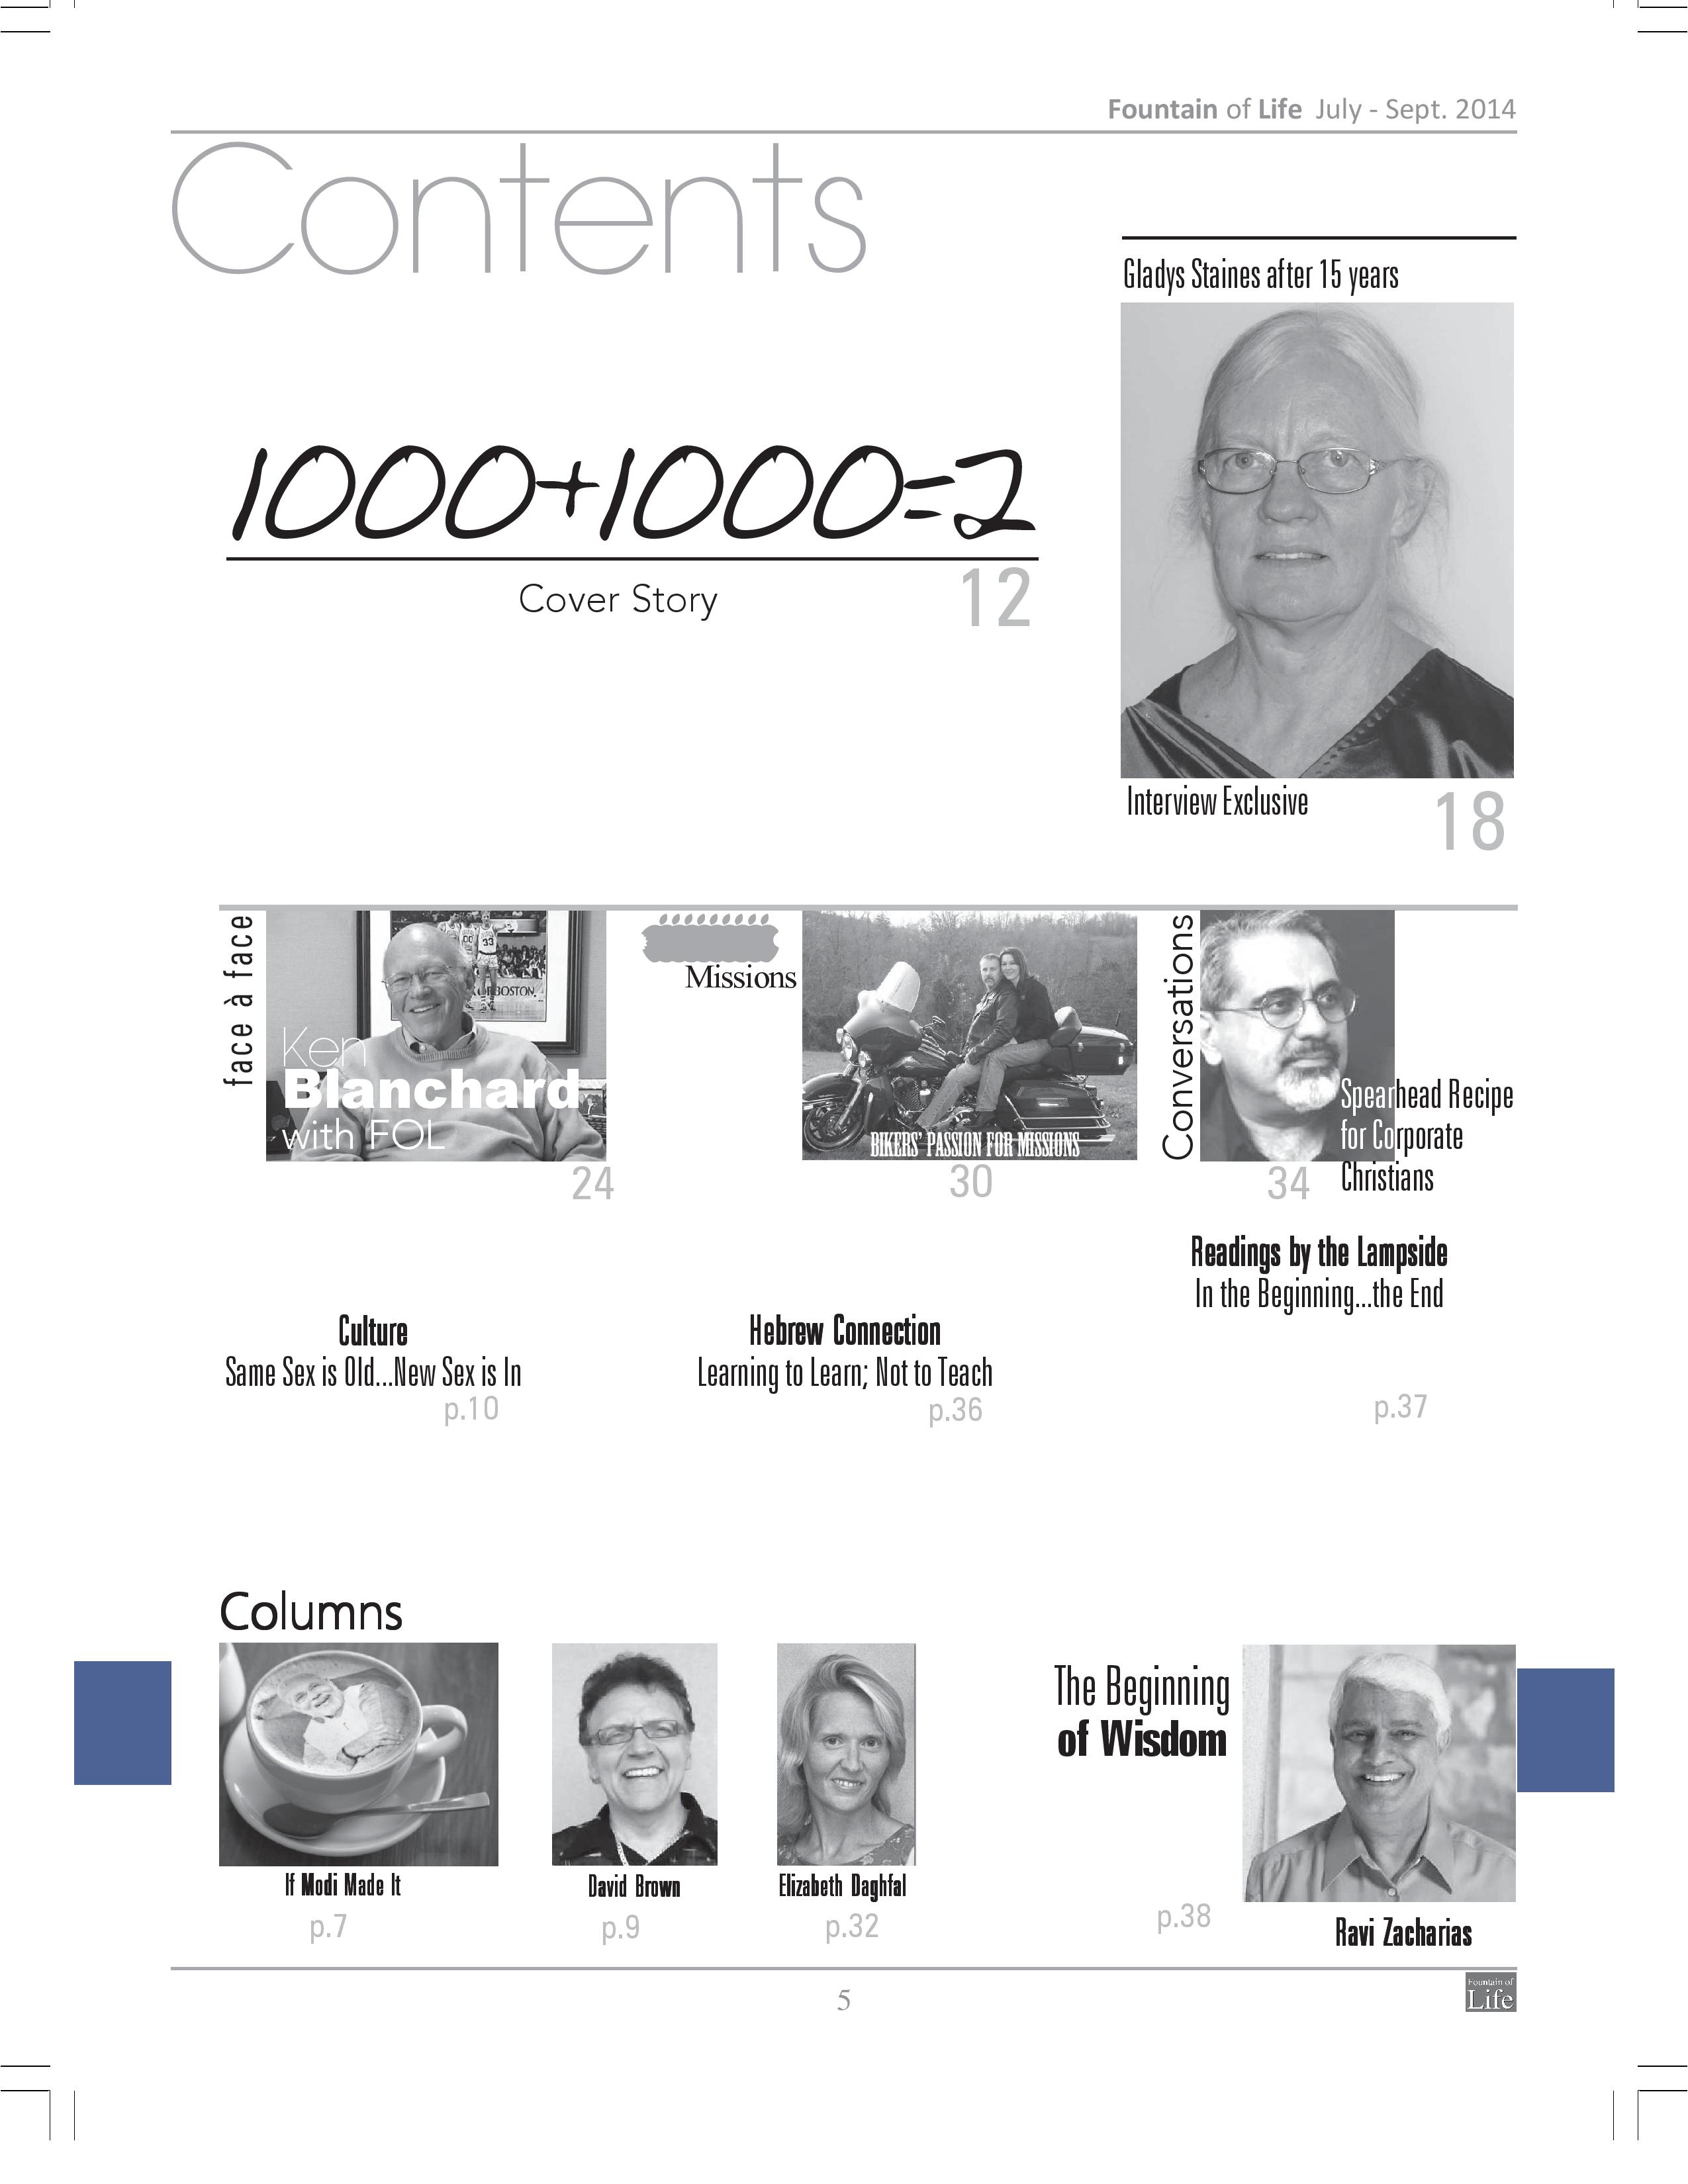 Fountain of Life July - Sept. 2014
Contents
Gladys Staines after 15 years
1000+1000=2
Cover Story
12
Interview Exclusive
18
face à face
33
BOSTON
Ken
Blanchard
with FOL
24
Missions
BIKERS' PASSION FOR MISSIONS
30
Conversations
Spearhead Recipe
for Corporate
Christians
34
Readings by the Lampside
In the Beginning...the End
p.37
Culture
Same Sex is Old...New Sex is In
p.10
Hebrew Connection
Learning to Learn; Not to Teach
p.36
Columns
If Modi Made It
p.7
David Brown
p.9
Elizabeth Daghfal
p.32
The Beginning
of Wisdom
p.38
Ravi Zacharias
5
Fountain of
Life